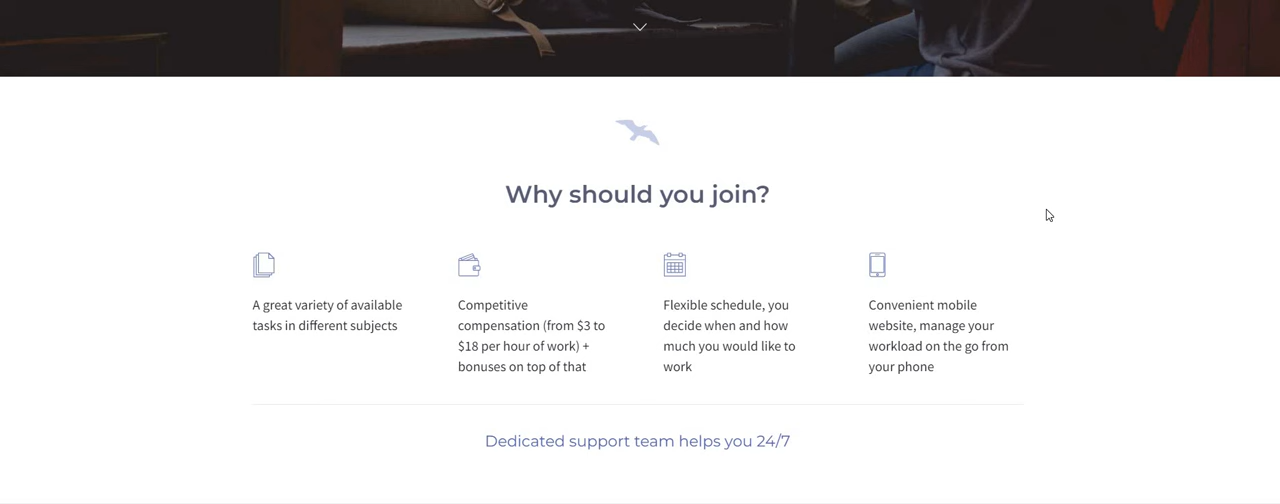 Why should you join?
A great variety of available
tasks in different subjects
Competitive
compensation (from $3 to
$18 per hour of work) +
bonuses on top of that
Flexible schedule, you
decide when and how
much you would like to
work
Convenient mobile
website, manage your
workload on the go from
your phone
Dedicated support team helps you 24/7